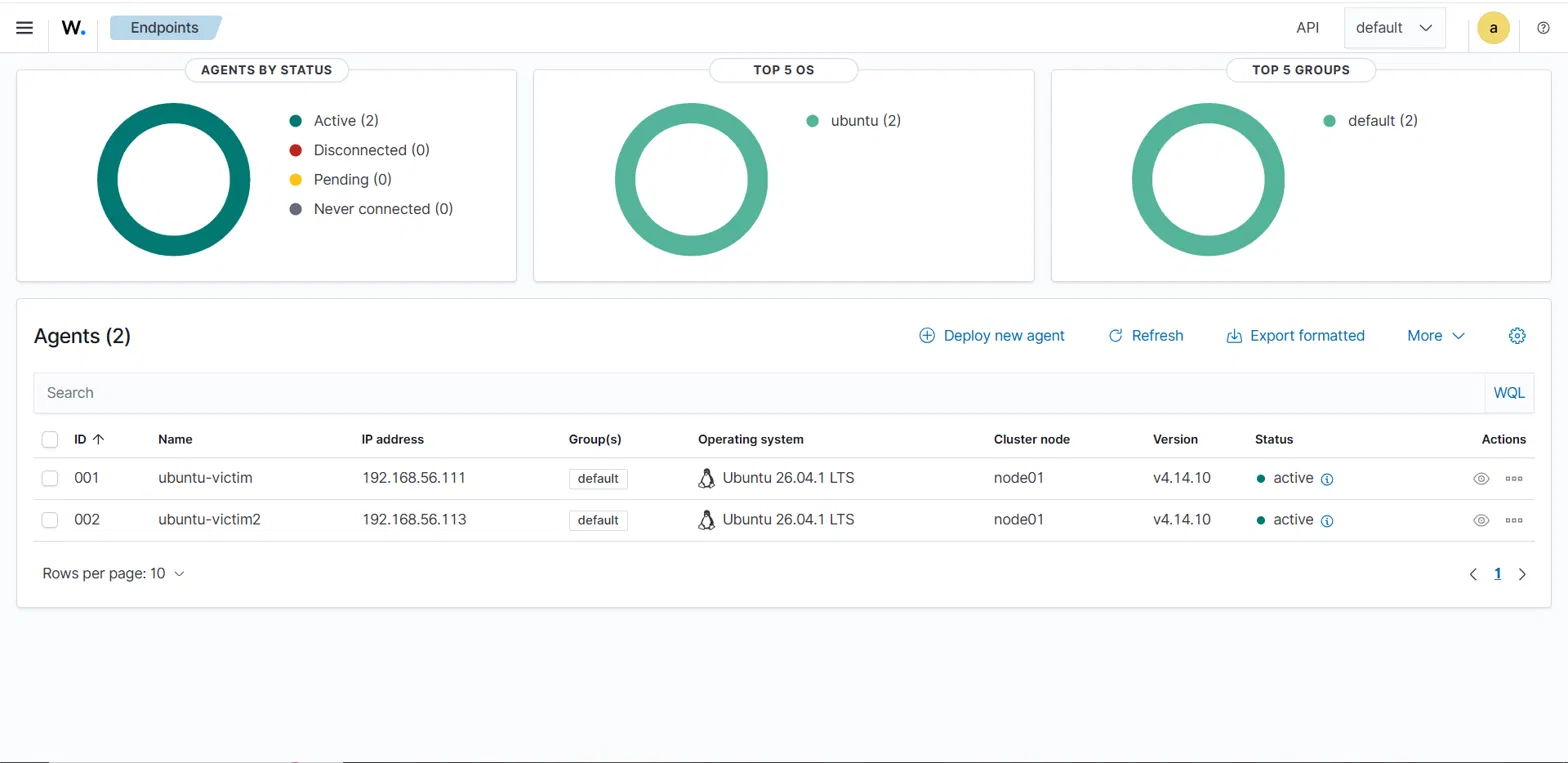 W. Endpoints API default a
AGENTS BY STATUS TOP 5 OS TOP 5 GROUPS
Active (2) ubuntu (2) default (2)
Disconnected (0)
Pending (0)
Never connected (0)
Agents (2) Deploy new agent Refresh Export formatted More
Search WQL
ID Name IP address Group(s) Operating system Cluster node Version Status Actions
001 ubuntu-victim 192.168.56.111 default Ubuntu 26.04.1 LTS node01 v4.14.10 active
002 ubuntu-victim2 192.168.56.113 default Ubuntu 26.04.1 LTS node01 v4.14.10 active
Rows per page: 10 1